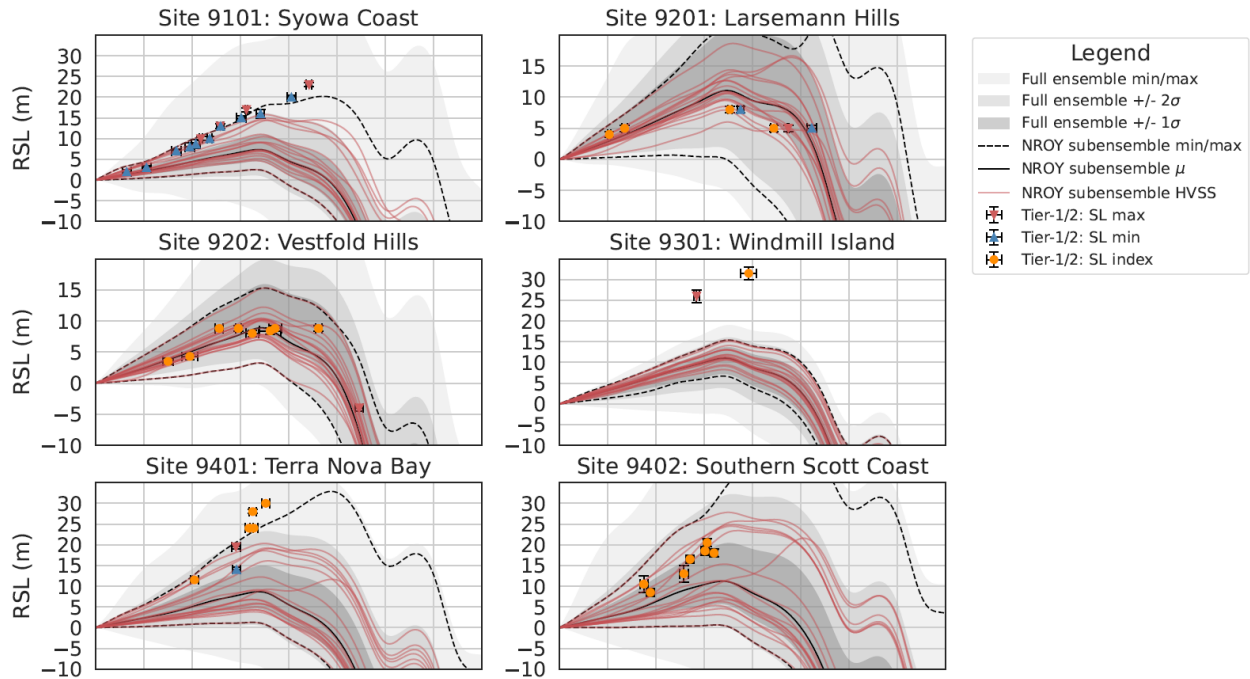 Site 9101: Syowa Coast
RSL (m)
35
30
25
20
15
10
5
0
−5
−10
Site 9201: Larsemann Hills
20
15
10
5
0
−5
−10
Legend
Full ensemble min/max
Full ensemble +/- 2σ
Full ensemble +/- 1σ
NROY subensemble min/max
NROY subensemble μ
NROY subensemble HVSS
Tier-1/2: SL max
Tier-1/2: SL min
Tier-1/2: SL index
Site 9202: Vestfold Hills
RSL (m)
15
10
5
0
−5
−10
Site 9301: Windmill Island
35
30
25
20
15
10
5
0
−5
−10
Site 9401: Terra Nova Bay
RSL (m)
30
25
20
15
10
5
0
−5
−10
Site 9402: Southern Scott Coast
30
25
20
15
10
5
0
−5
−10